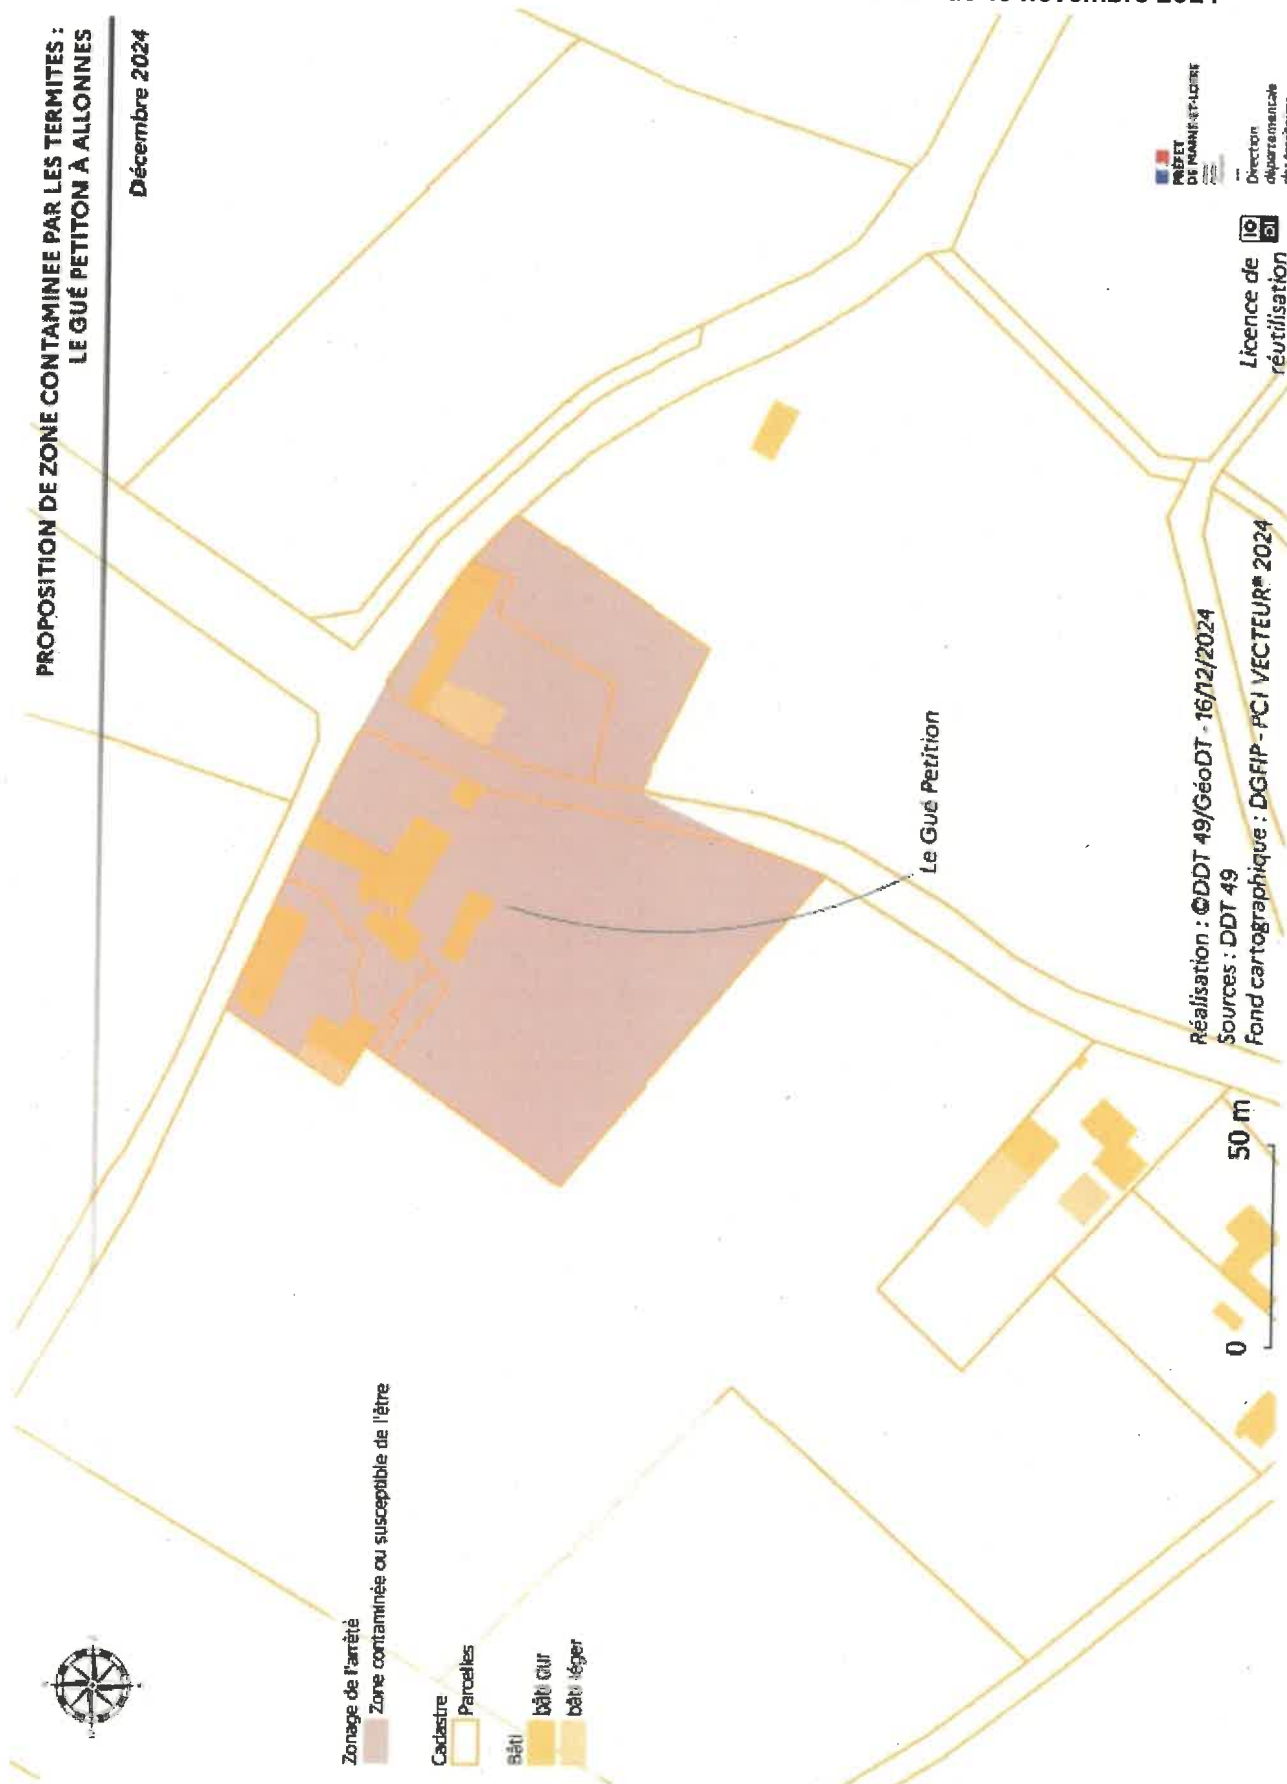 PROPOSITION DE ZONE CONTAMINEE PAR LES TERMITES :
LE GUÉ PETITON À ALLONNES
Décembre 2024
Le Gué Petition
Zonage de l'arrêté
Zone contaminée ou susceptible de l'être
Cadastre
Parcelles
Bâti
bâti dur
bâti léger
0
50 m
Réalisation : ©DDT 49/GéoDT - 16/12/2024
Sources : DDT 49
Fond cartographique : DGFIP - PCI VECTEUR® 2024
Licence de
réutilisation
PRÉFET
DE MAINE-ET-LOIRE
Direction
départementale